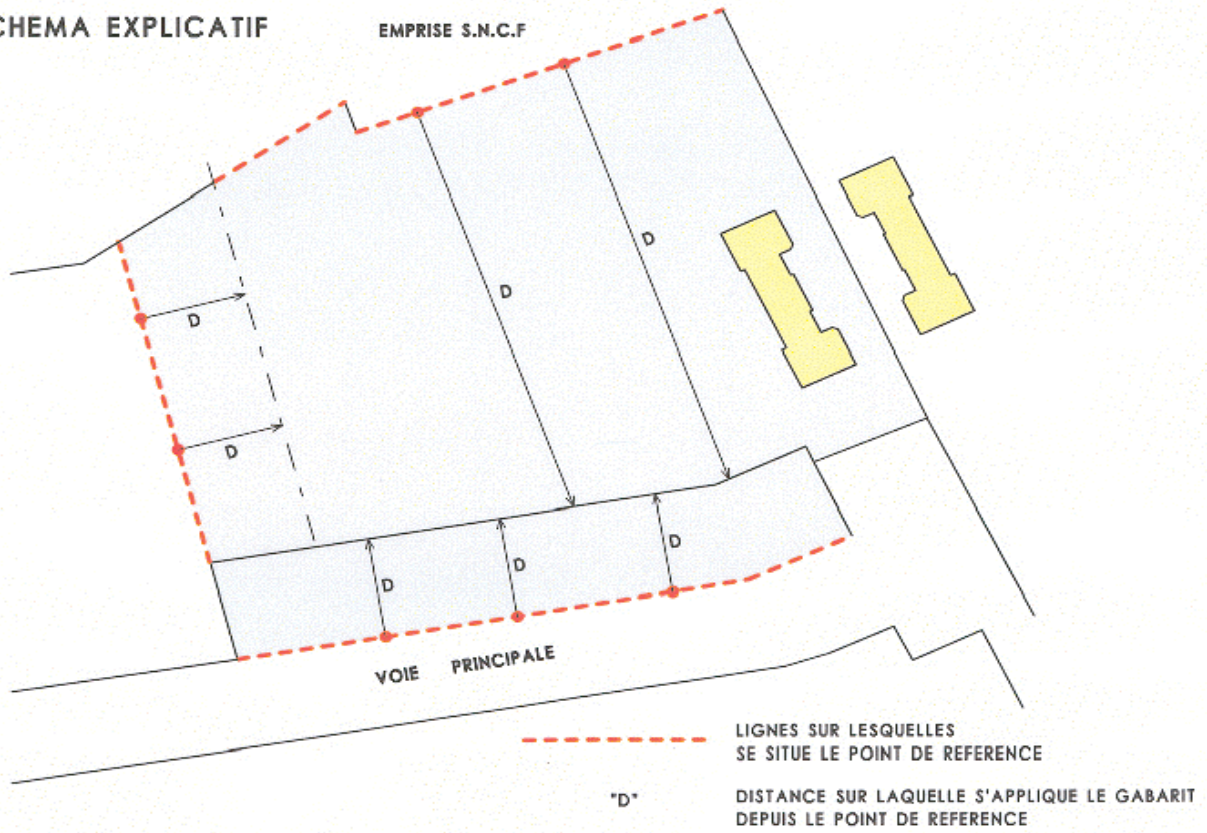 CHEMA EXPLICATIF
EMPRISE S.N.C.F
D
D
D
D
D
D
D
VOIE PRINCIPALE
LIGNES SUR LESQUELLES
SE SITUE LE POINT DE REFERENCE
"D"
DISTANCE SUR LAQUELLE S'APPLIQUE LE GABARIT
DEPUIS LE POINT DE REFERENCE